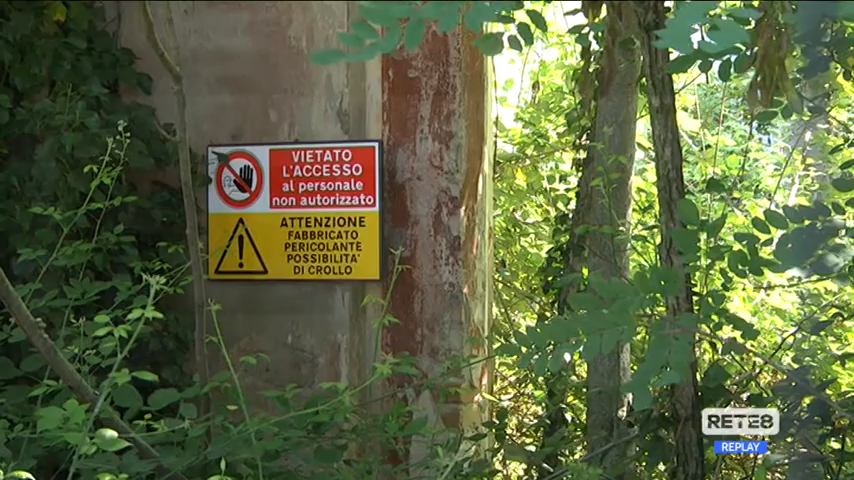 VIETATO
L'ACCESSO
al personale
non autorizzato
ATTENZIONE
FABBRICATO
PERICOLANTE
POSSIBILITA'
DI CROLLO
RETE8
REPLAY